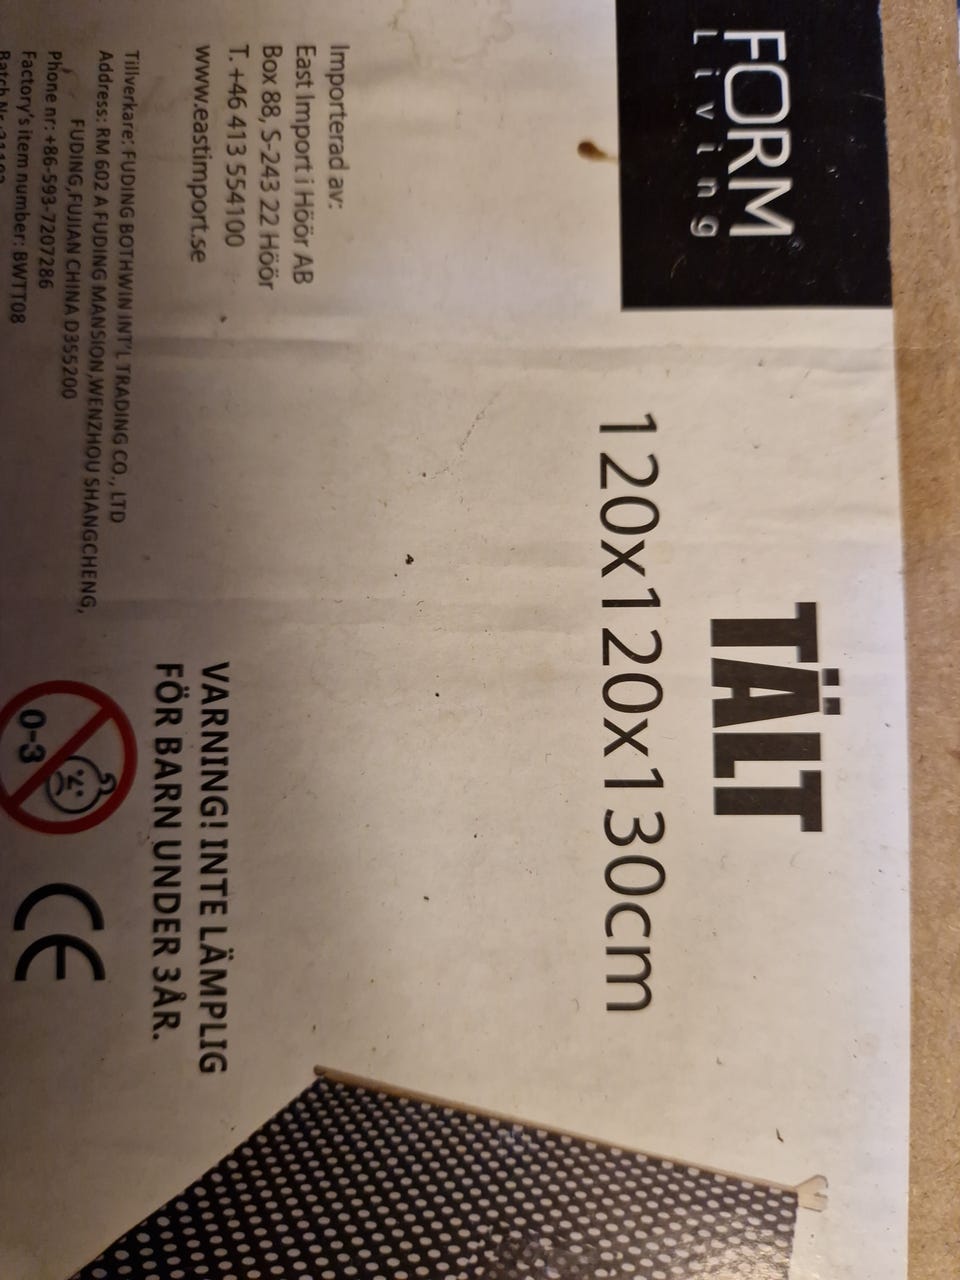 FORM®
Living
TÄLT
120x120x130cm
Importerad av:
East Import i Höör AB
Box 88, S-243 22 Höör
T. +46 413 554100
www.eastimport.se
Tillverkare: FUDING BOTHWIN INT'L TRADING CO., LTD
Address: RM 602 A FUDING MANSION,WENZHOU SHANGCHENG,
FUDING,FUJIAN CHINA D355200
Phone nr: +86-593-7207286
Factory's item number: BWTT08
Batch Nr.
VARNING! INTE LÄMPLIG
FÖR BARN UNDER 3ÅR.
0-3
CE